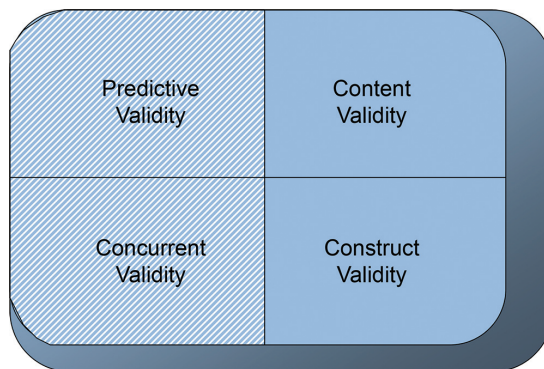 Predictive
Validity
Content
Validity
Concurrent
Validity
Construct
Validity